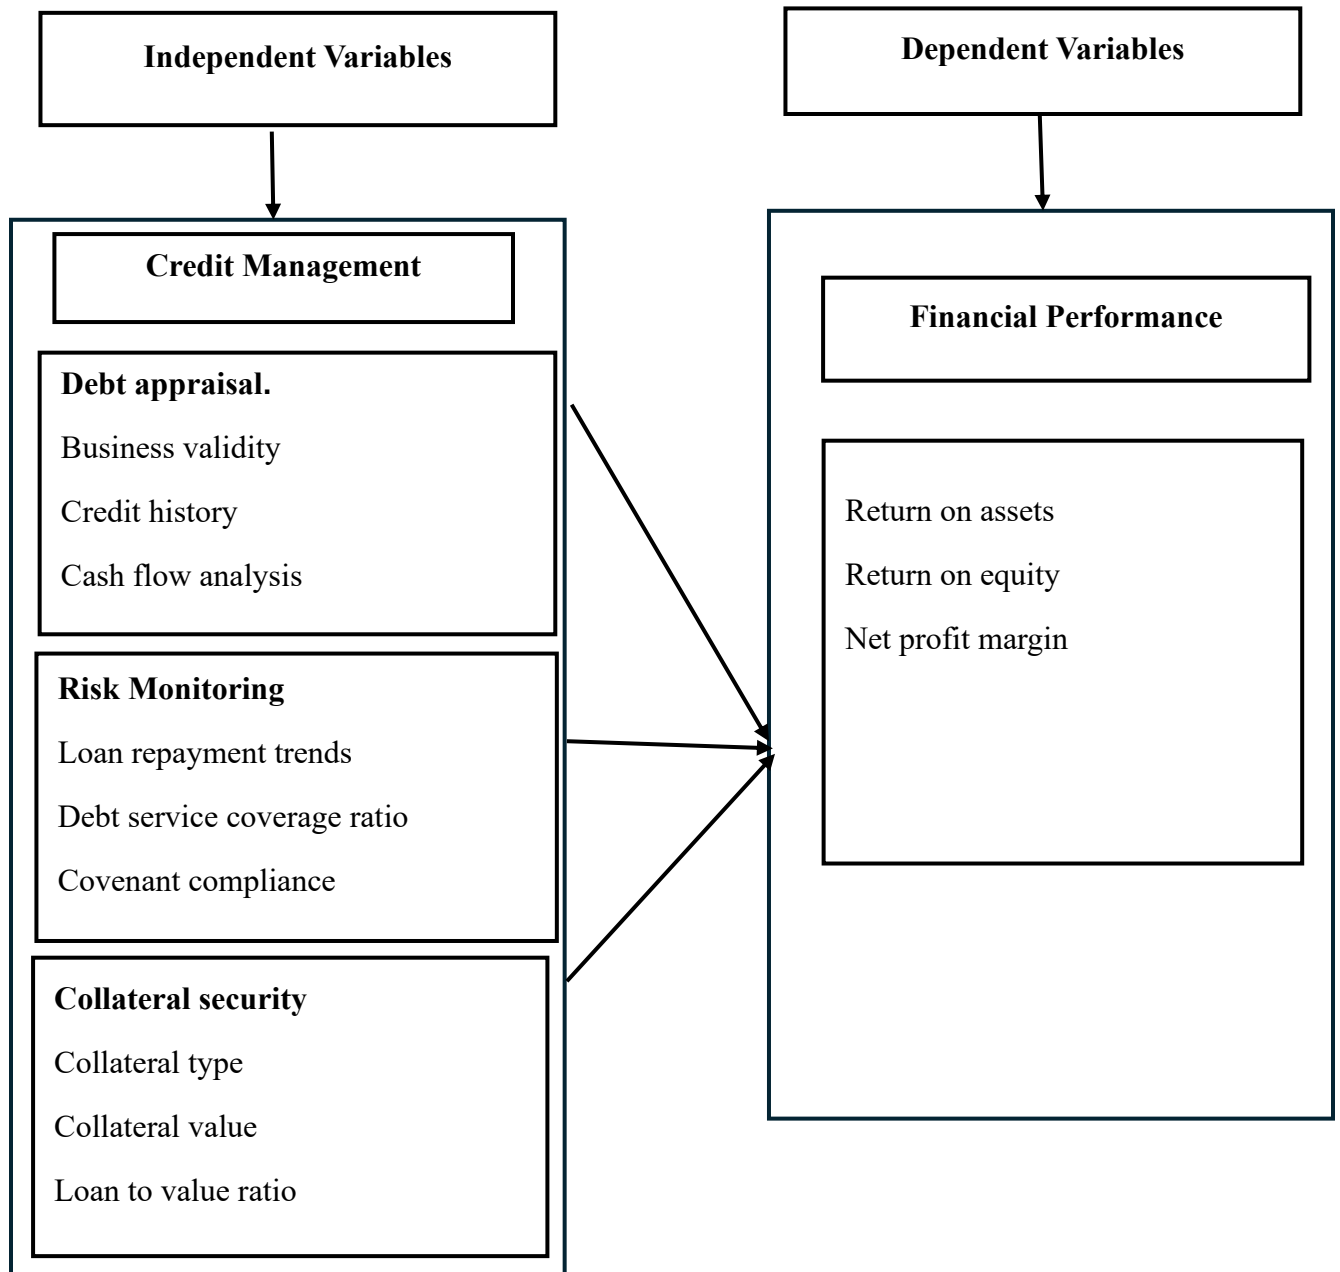 Independent Variables
Dependent Variables
Credit Management
Debt appraisal.
Business validity
Credit history
Cash flow analysis
Risk Monitoring
Loan repayment trends
Debt service coverage ratio
Covenant compliance
Collateral security
Collateral type
Collateral value
Loan to value ratio
Financial Performance
Return on assets
Return on equity
Net profit margin